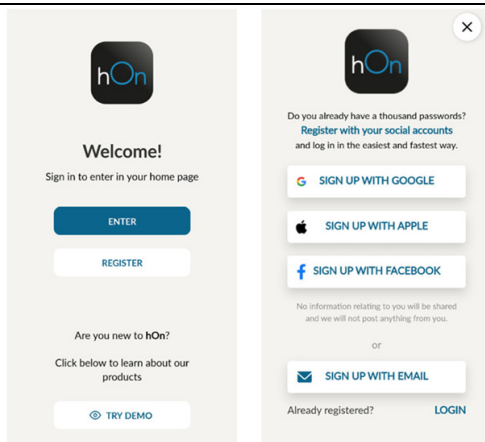 hOn
Welcome!
Sign in to enter in your home page
ENTER
REGISTER
Are you new to hOn?
Click below to learn about our
products
TRY DEMO
hOn
Do you already have a thousand passwords?
Register with your social accounts
and log in in the easiest and fastest way.
SIGN UP WITH GOOGLE
SIGN UP WITH APPLE
SIGN UP WITH FACEBOOK
No information relating to you will be shared
and we will not post anything from you.
or
SIGN UP WITH EMAIL
Already registered? LOGIN